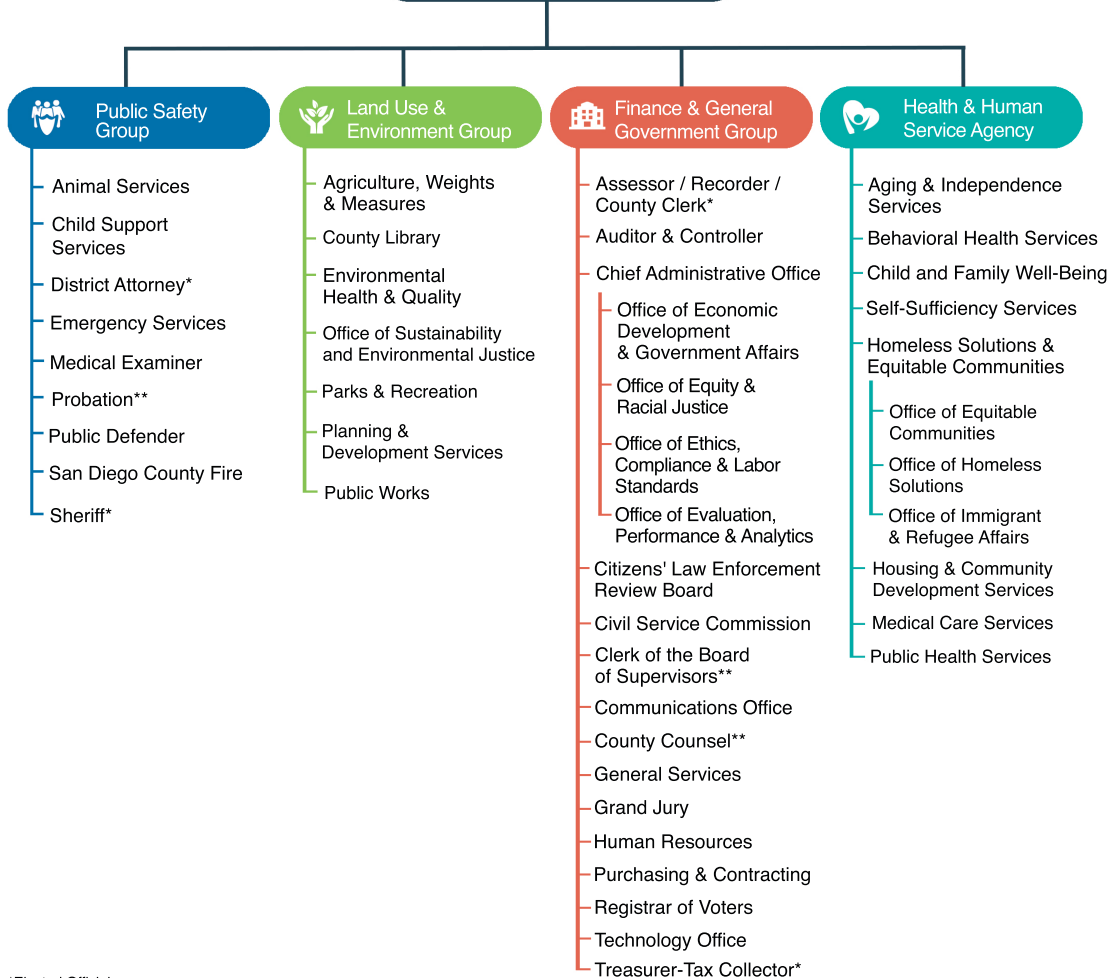 Public Safety
Group
Animal Services
Child Support
Services
District Attorney*
Emergency Services
Medical Examiner
Probation**
Public Defender
San Diego County Fire
Sheriff*
Land Use &
Environment Group
Agriculture, Weights
& Measures
County Library
Environmental
Health & Quality
Office of Sustainability
and Environmental Justice
Parks & Recreation
Planning &
Development Services
Public Works
Finance & General
Government Group
Assessor / Recorder /
County Clerk*
Auditor & Controller
Chief Administrative Office
Office of Economic
Development
& Government Affairs
Office of Equity &
Racial Justice
Office of Ethics,
Compliance & Labor
Standards
Office of Evaluation,
Performance & Analytics
Citizens' Law Enforcement
Review Board
Civil Service Commission
Clerk of the Board
of Supervisors**
Communications Office
County Counsel**
General Services
Grand Jury
Human Resources
Purchasing & Contracting
Registrar of Voters
Technology Office
Treasurer-Tax Collector*
Health & Human
Service Agency
Aging & Independence
Services
Behavioral Health Services
Child and Family Well-Being
Self-Sufficiency Services
Homeless Solutions &
Equitable Communities
Office of Equitable
Communities
Office of Homeless
Solutions
Office of Immigrant
& Refugee Affairs
Housing & Community
Development Services
Medical Care Services
Public Health Services